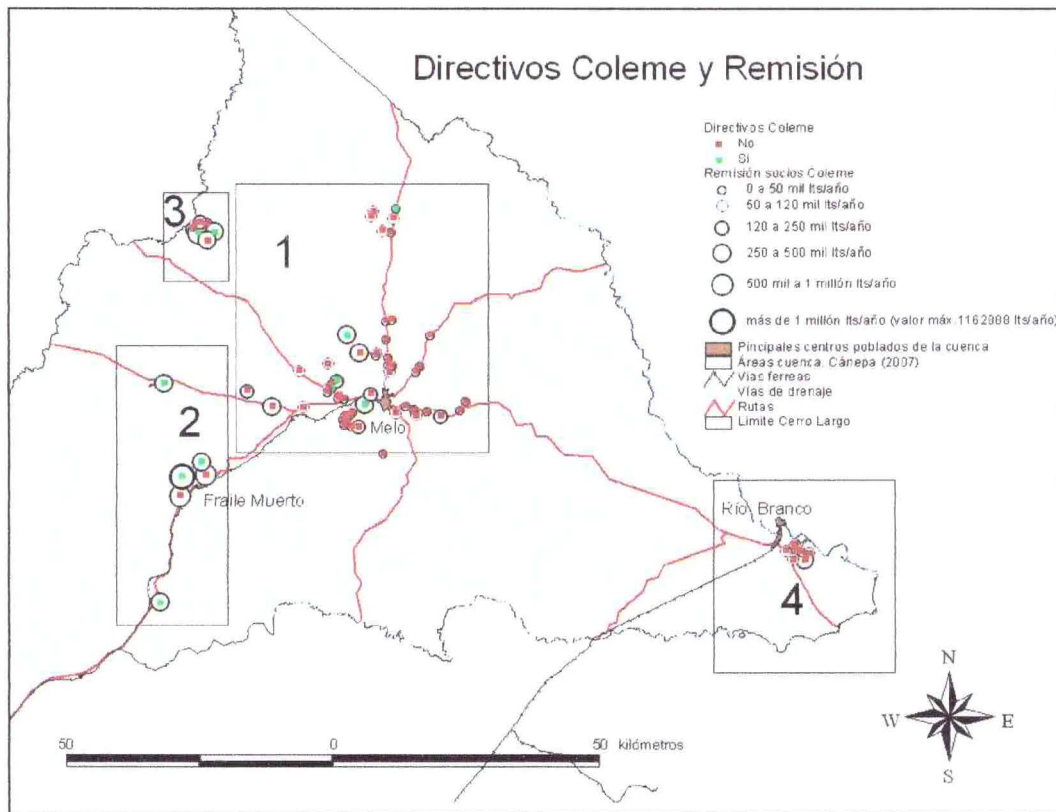 Directivos Coleme y Remisión
Directivos Coleme
No
Si
Remisión socios Coleme
0 a 50 mil lts/año
50 a 120 mil lts/año
120 a 250 mil lts/año
250 a 500 mil lts/año
500 mil a 1 millón lts/año
más de 1 millón lts/año (valor máx.1162988 lts/año)
Pincipales centros poblados de la cuenca
Áreas cuenca: Cánepa (2007)
Vias ferreas
Vías de drenaje
Rutas
Limite Cerro Largo
3
1
2
Melo
Fraile Muerto
Río Branco
4
N
W E
S
50 0 50 kilómetros